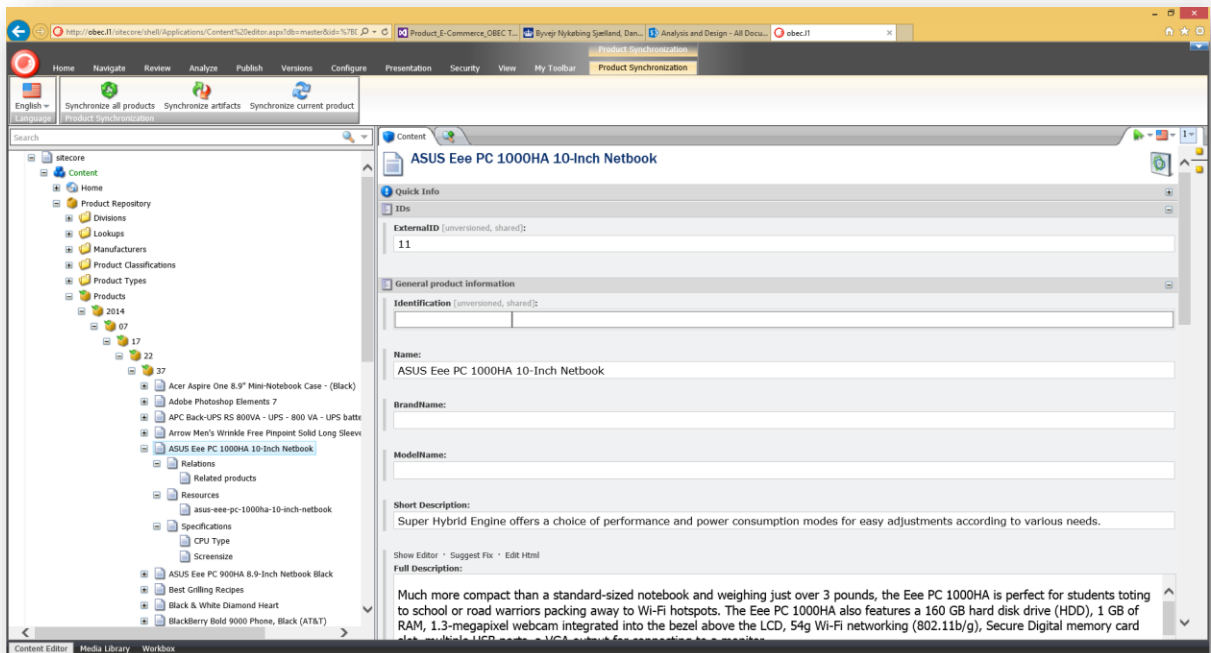 http://obec.l1/sitecore/shell/Applications/Content%20editor.aspx?db=master&id=%7B(
Product_E-Commerce_OBEC T...
Byvejr Nykøbing Sjælland, Dan...
Analysis and Design - All Docu...
obec.l1
Product Synchronization
Home Navigate Review Analyze Publish Versions Configure Presentation Security View My Toolbar Product Synchronization
English Synchronize all products Synchronize artifacts Synchronize current product
Language Product Synchronization
Search
sitecore
Content
Home
Product Repository
Divisions
Lookups
Manufacturers
Product Classifications
Product Types
Products
2014
07
17
22
37
Acer Aspire One 8.9" Mini-Notebook Case - (Black)
Adobe Photoshop Elements 7
APC Back-UPS RS 800VA - UPS - 800 VA - UPS batte
Arrow Men's Wrinkle Free Pinpoint Solid Long Sleeve
ASUS Eee PC 1000HA 10-Inch Netbook
Relations
Related products
Resources
asus-eee-pc-1000ha-10-inch-netbook
Specifications
CPU Type
Screensize
ASUS Eee PC 900HA 8.9-Inch Netbook Black
Best Grilling Recipes
Black & White Diamond Heart
BlackBerry Bold 9000 Phone, Black (AT&T)
Content
1
ASUS Eee PC 1000HA 10-Inch Netbook
Quick Info
IDs
ExternalID [unversioned, shared]:
11
General product information
Identification [unversioned, shared]:
Name:
ASUS Eee PC 1000HA 10-Inch Netbook
BrandName:
ModelName:
Short Description:
Super Hybrid Engine offers a choice of performance and power consumption modes for easy adjustments according to various needs.
Show Editor · Suggest Fix · Edit Html
Full Description:
Much more compact than a standard-sized notebook and weighing just over 3 pounds, the Eee PC 1000HA is perfect for students toting
to school or road warriors packing away to Wi-Fi hotspots. The Eee PC 1000HA also features a 160 GB hard disk drive (HDD), 1 GB of
RAM, 1.3-megapixel webcam integrated into the bezel above the LCD, 54g Wi-Fi networking (802.11b/g), Secure Digital memory card
slot, multiple USB ports, a VGA output for connecting to a monitor
Content Editor Media Library Workbox